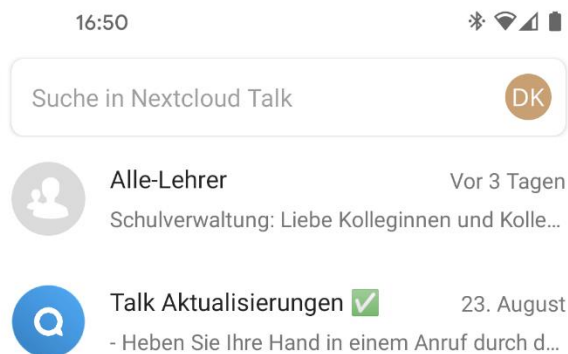 16:50
Suche in Nextcloud Talk DK
Alle-Lehrer Vor 3 Tagen
Schulverwaltung: Liebe Kolleginnen und Kolle...
Talk Aktualisierungen ✅ 23. August
- Heben Sie Ihre Hand in einem Anruf durch d...